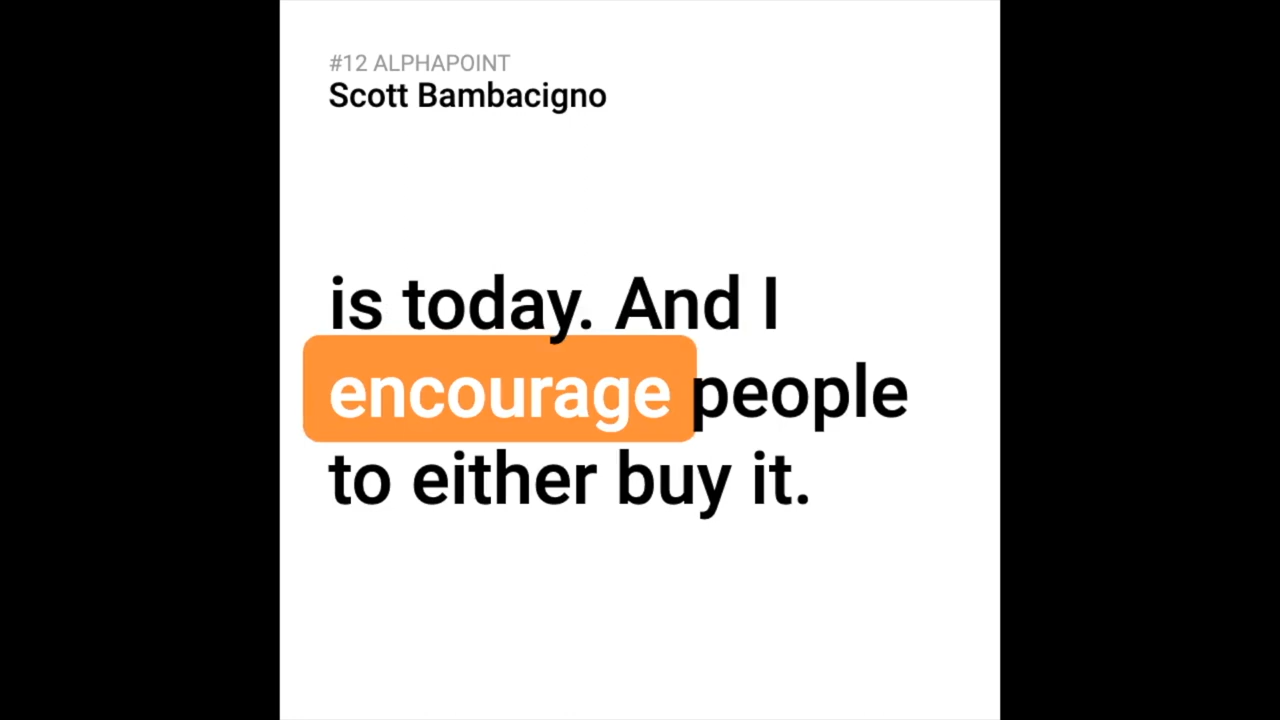 #12 ALPHAPOINT
Scott Bambacigno
is today. And I
encourage people
to either buy it.